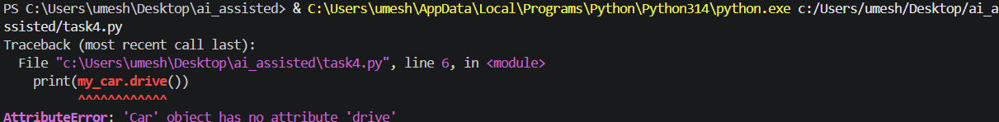 PS C:\Users\umesh\Desktop\ai_assisted> & C:\Users\umesh\AppData\Local\Programs\Python\Python314\python.exe c:/Users/umesh/Desktop/ai_a
ssisted/task4.py
Traceback (most recent call last):
  File "c:\Users\umesh\Desktop\ai_assisted\task4.py", line 6, in <module>
    print(my_car.drive())
          ^^^^^^^^^^^^
AttributeError: 'Car' object has no attribute 'drive'